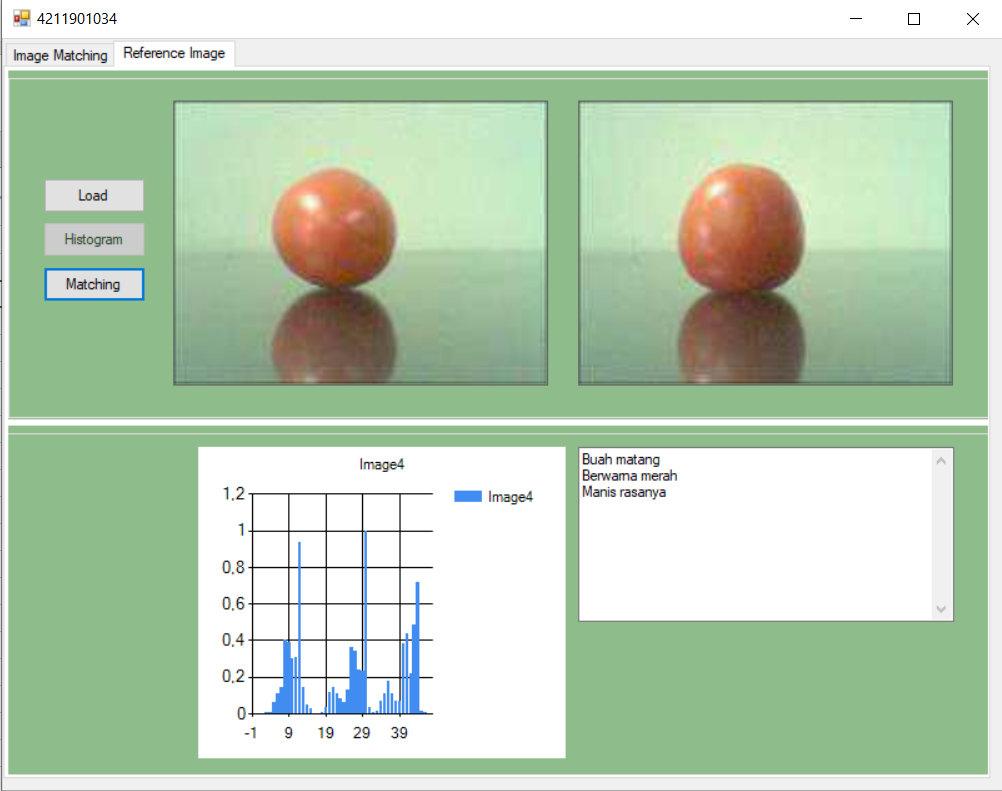 4211901034
Image Matching
Reference Image
Load
Histogram
Matching
Image4
Image4
1,2
1
0,8
0,6
0,4
0,2
0
-1 9 19 29 39
Buah matang
Berwarna merah
Manis rasanya